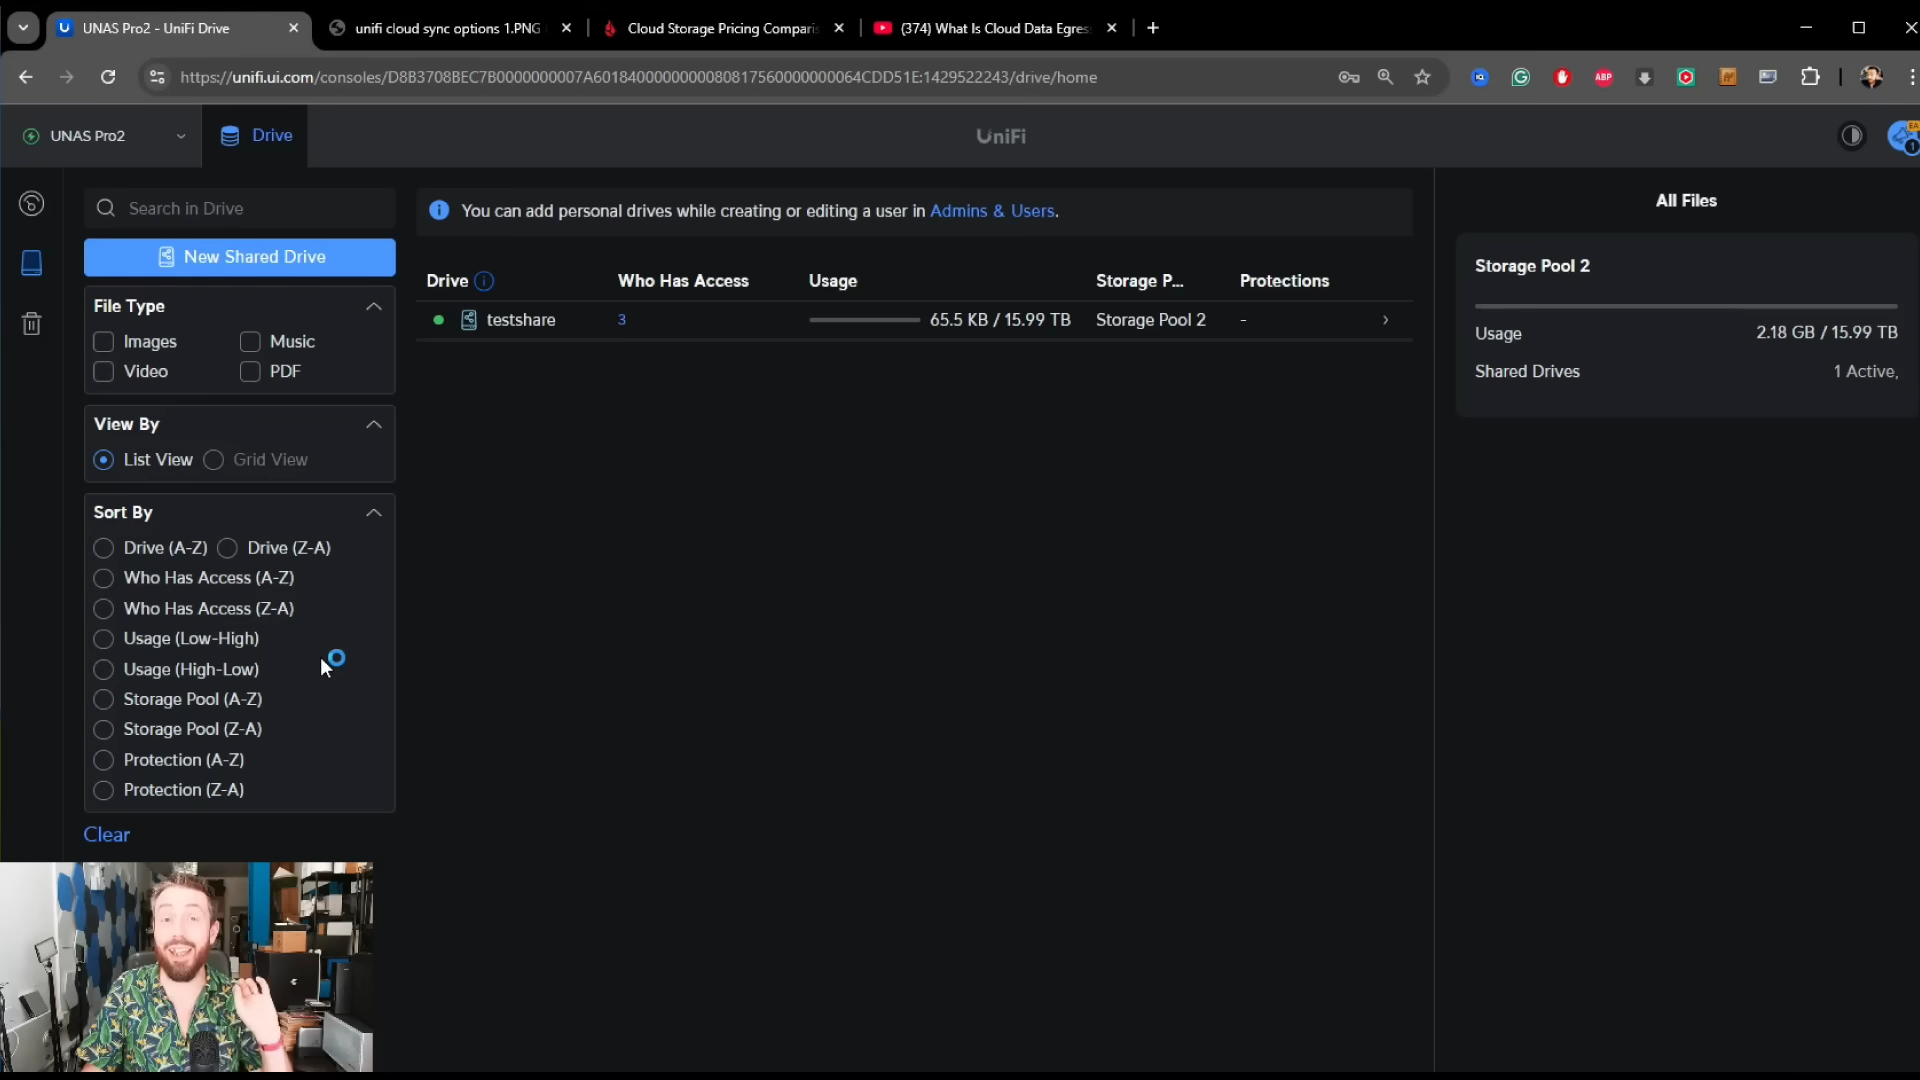 UNAS Pro2 - UniFi Drive
unifi cloud sync options 1.PNG
Cloud Storage Pricing Comparis
(374) What Is Cloud Data Egres
https://unifi.ui.com/consoles/D8B3708BEC7B0000000007A6018400000000080817560000000064CDD51E:1429522243/drive/home
ABP
UNAS Pro2
Drive
UniFi
EA
1
Search in Drive
New Shared Drive
File Type
Images
Music
Video
PDF
View By
List View
Grid View
Sort By
Drive (A-Z)
Drive (Z-A)
Who Has Access (A-Z)
Who Has Access (Z-A)
Usage (Low-High)
Usage (High-Low)
Storage Pool (A-Z)
Storage Pool (Z-A)
Protection (A-Z)
Protection (Z-A)
Clear
You can add personal drives while creating or editing a user in Admins & Users.
Drive Who Has Access Usage Storage P... Protections
testshare 3 65.5 KB / 15.99 TB Storage Pool 2 -
All Files
Storage Pool 2
Usage 2.18 GB / 15.99 TB
Shared Drives 1 Active,